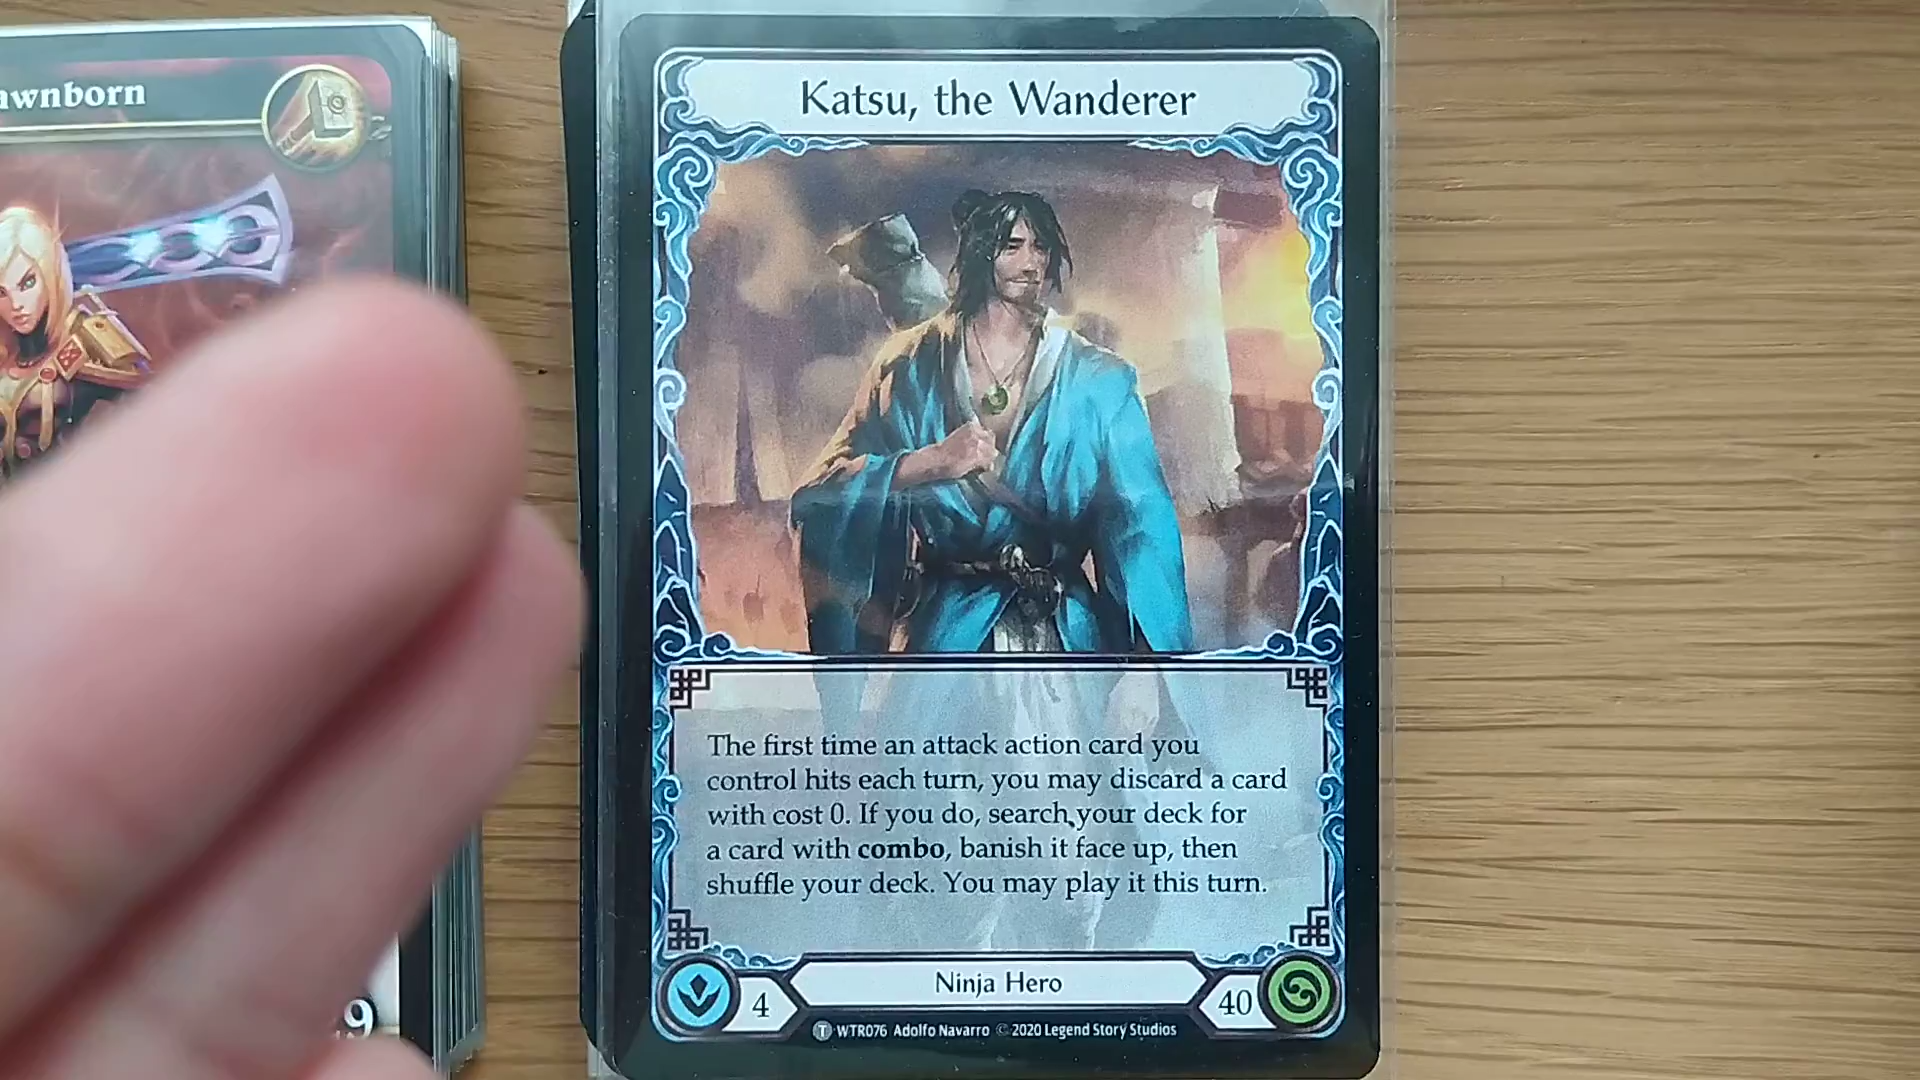 awnborn
9
Katsu, the Wanderer
The first time an attack action card you
control hits each turn, you may discard a card
with cost 0. If you do, search your deck for
a card with combo, banish it face up, then
shuffle your deck. You may play it this turn.
Ninja Hero
4
40
T WTR076 Adolfo Navarro © 2020 Legend Story Studios